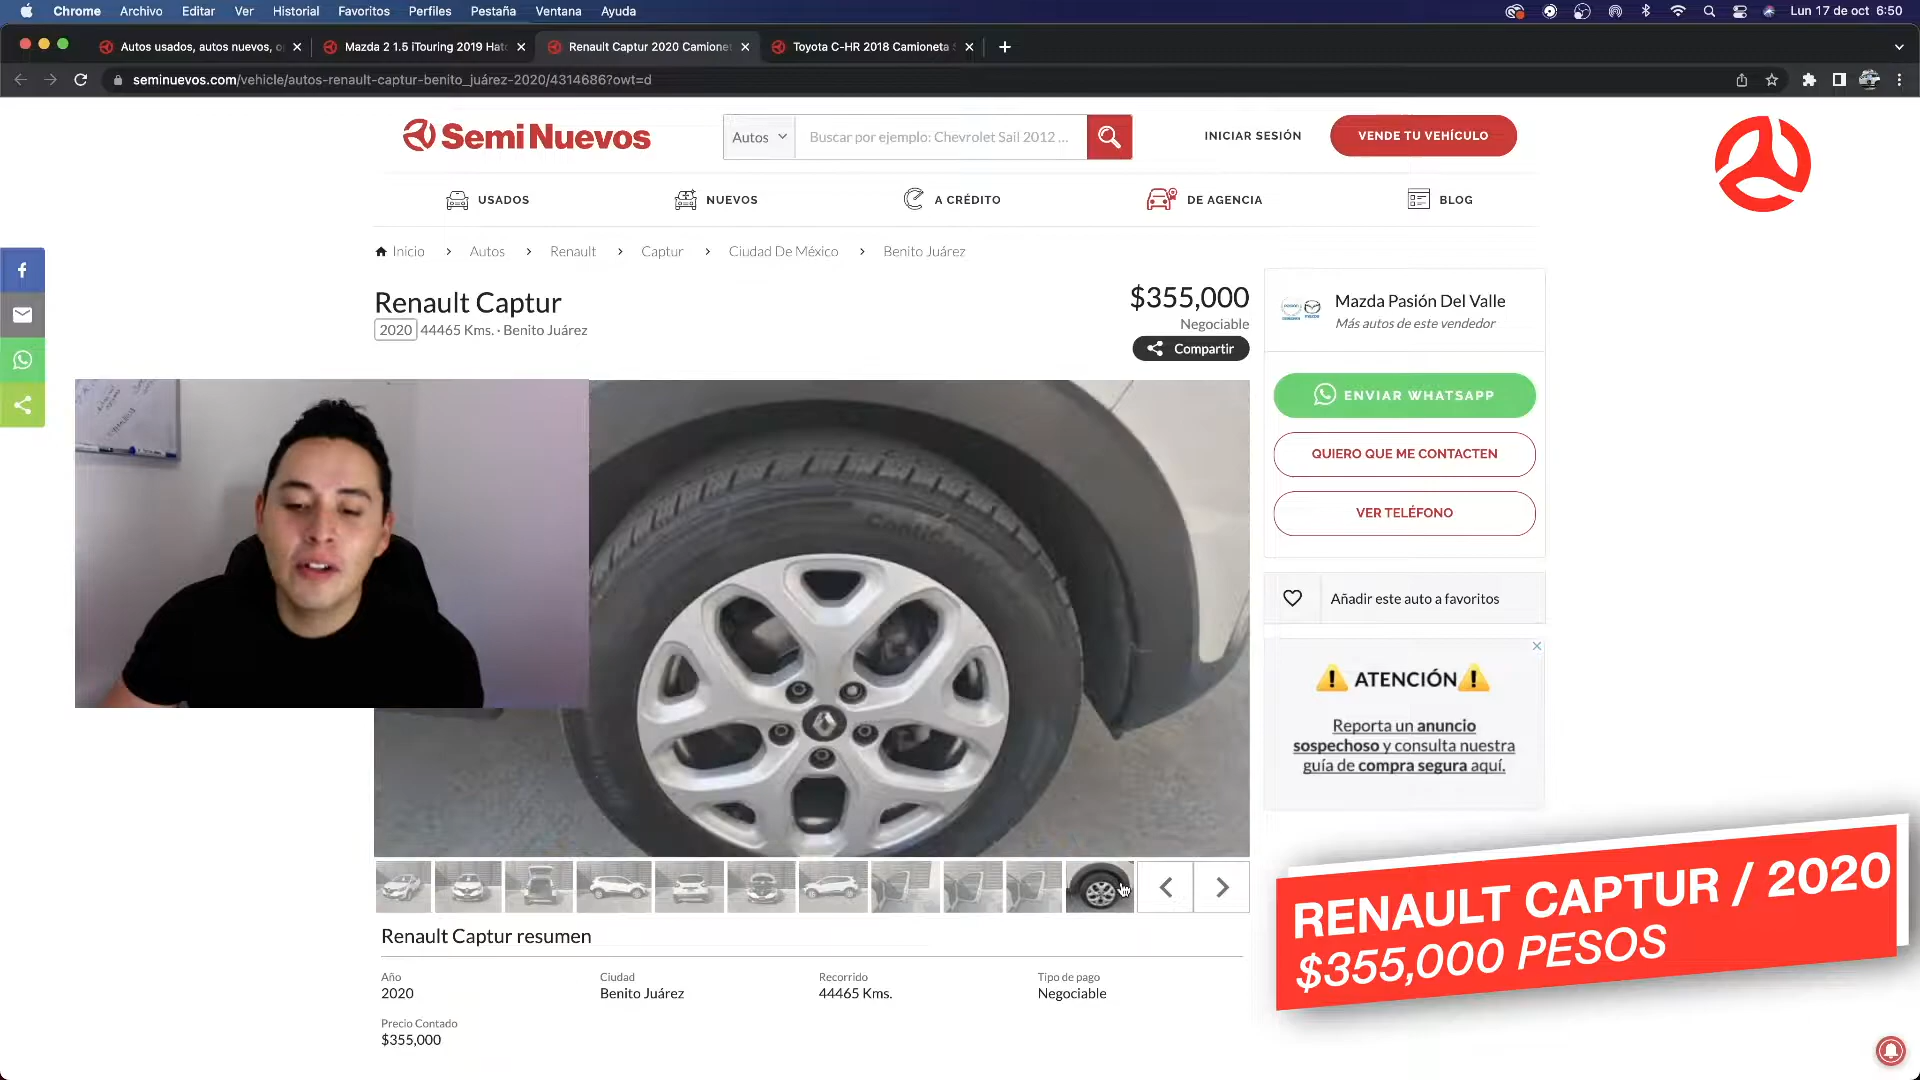 Chrome Archivo Editar Ver Historial Favoritos Perfiles Pestaña Ventana Ayuda
Lun 17 de oct 6:50
Autos usados, autos nuevos, o
Mazda 2 1.5 iTouring 2019 Hatc
Renault Captur 2020 Camionet
Toyota C-HR 2018 Camioneta S
seminuevos.com/vehicle/autos-renault-captur-benito_juárez-2020/4314686?owt=d
SemiNuevos
Autos
Buscar por ejemplo: Chevrolet Sail 2012 ...
INICIAR SESIÓN
VENDE TU VEHÍCULO
USADOS
NUEVOS
A CRÉDITO
DE AGENCIA
BLOG
Inicio > Autos > Renault > Captur > Ciudad De México > Benito Juárez
Renault Captur
2020 44465 Kms. · Benito Juárez
$355,000
Negociable
Compartir
Mazda Pasión Del Valle
Más autos de este vendedor
ENVIAR WHATSAPP
QUIERO QUE ME CONTACTEN
VER TELÉFONO
Añadir este auto a favoritos
ATENCIÓN
Reporta un anuncio
sospechoso y consulta nuestra
guía de compra segura aquí.
Renault Captur resumen
Año
2020
Ciudad
Benito Juárez
Recorrido
44465 Kms.
Tipo de pago
Negociable
Precio Contado
$355,000
RENAULT CAPTUR / 2020
$355,000 PESOS